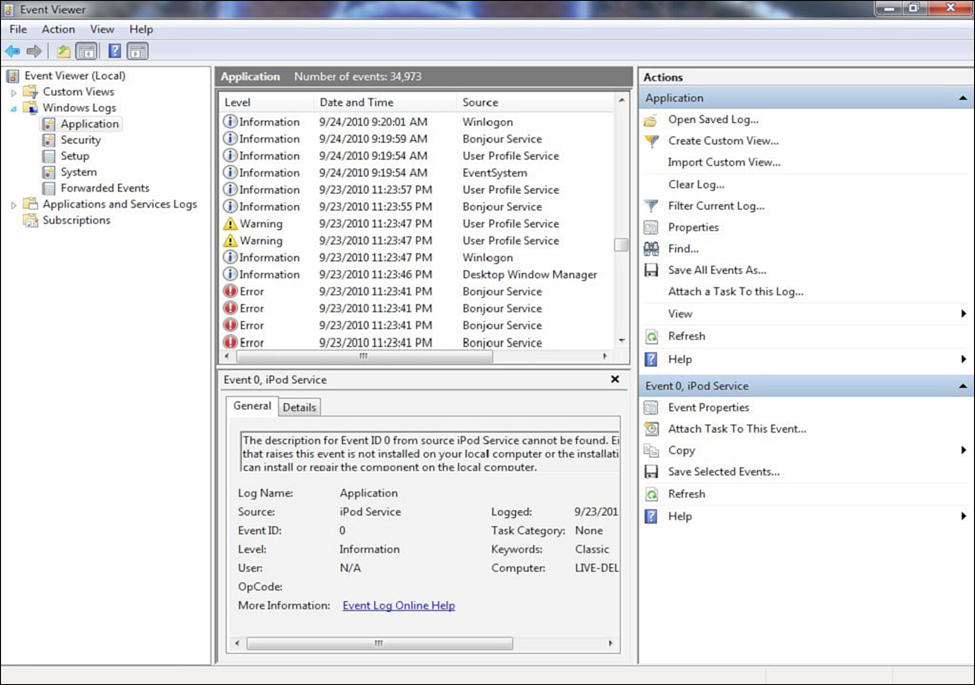 Event Viewer
File Action View Help
Event Viewer (Local)
Custom Views
Windows Logs
Application
Security
Setup
System
Forwarded Events
Applications and Services Logs
Subscriptions
Application Number of events: 34,973
Level Date and Time Source
Information 9/24/2010 9:20:01 AM Winlogon
Information 9/24/2010 9:19:59 AM Bonjour Service
Information 9/24/2010 9:19:54 AM User Profile Service
Information 9/24/2010 9:19:54 AM EventSystem
Information 9/23/2010 11:23:57 PM User Profile Service
Information 9/23/2010 11:23:55 PM Bonjour Service
Warning 9/23/2010 11:23:47 PM User Profile Service
Warning 9/23/2010 11:23:47 PM User Profile Service
Information 9/23/2010 11:23:47 PM Winlogon
Information 9/23/2010 11:23:46 PM Desktop Window Manager
Error 9/23/2010 11:23:41 PM Bonjour Service
Error 9/23/2010 11:23:41 PM Bonjour Service
Error 9/23/2010 11:23:41 PM Bonjour Service
Error 9/23/2010 11:23:41 PM Bonjour Service
Event 0, iPod Service
General Details
The description for Event ID 0 from source iPod Service cannot be found. Ei
that raises this event is not installed on your local computer or the installati
can install or repair the component on the local computer.
Log Name: Application
Source: iPod Service Logged: 9/23/201
Event ID: 0 Task Category: None
Level: Information Keywords: Classic
User: N/A Computer: LIVE-DEL
OpCode:
More Information: Event Log Online Help
Actions
Application
Open Saved Log...
Create Custom View...
Import Custom View...
Clear Log...
Filter Current Log...
Properties
Find...
Save All Events As...
Attach a Task To this Log...
View
Refresh
Help
Event 0, iPod Service
Event Properties
Attach Task To This Event...
Copy
Save Selected Events...
Refresh
Help